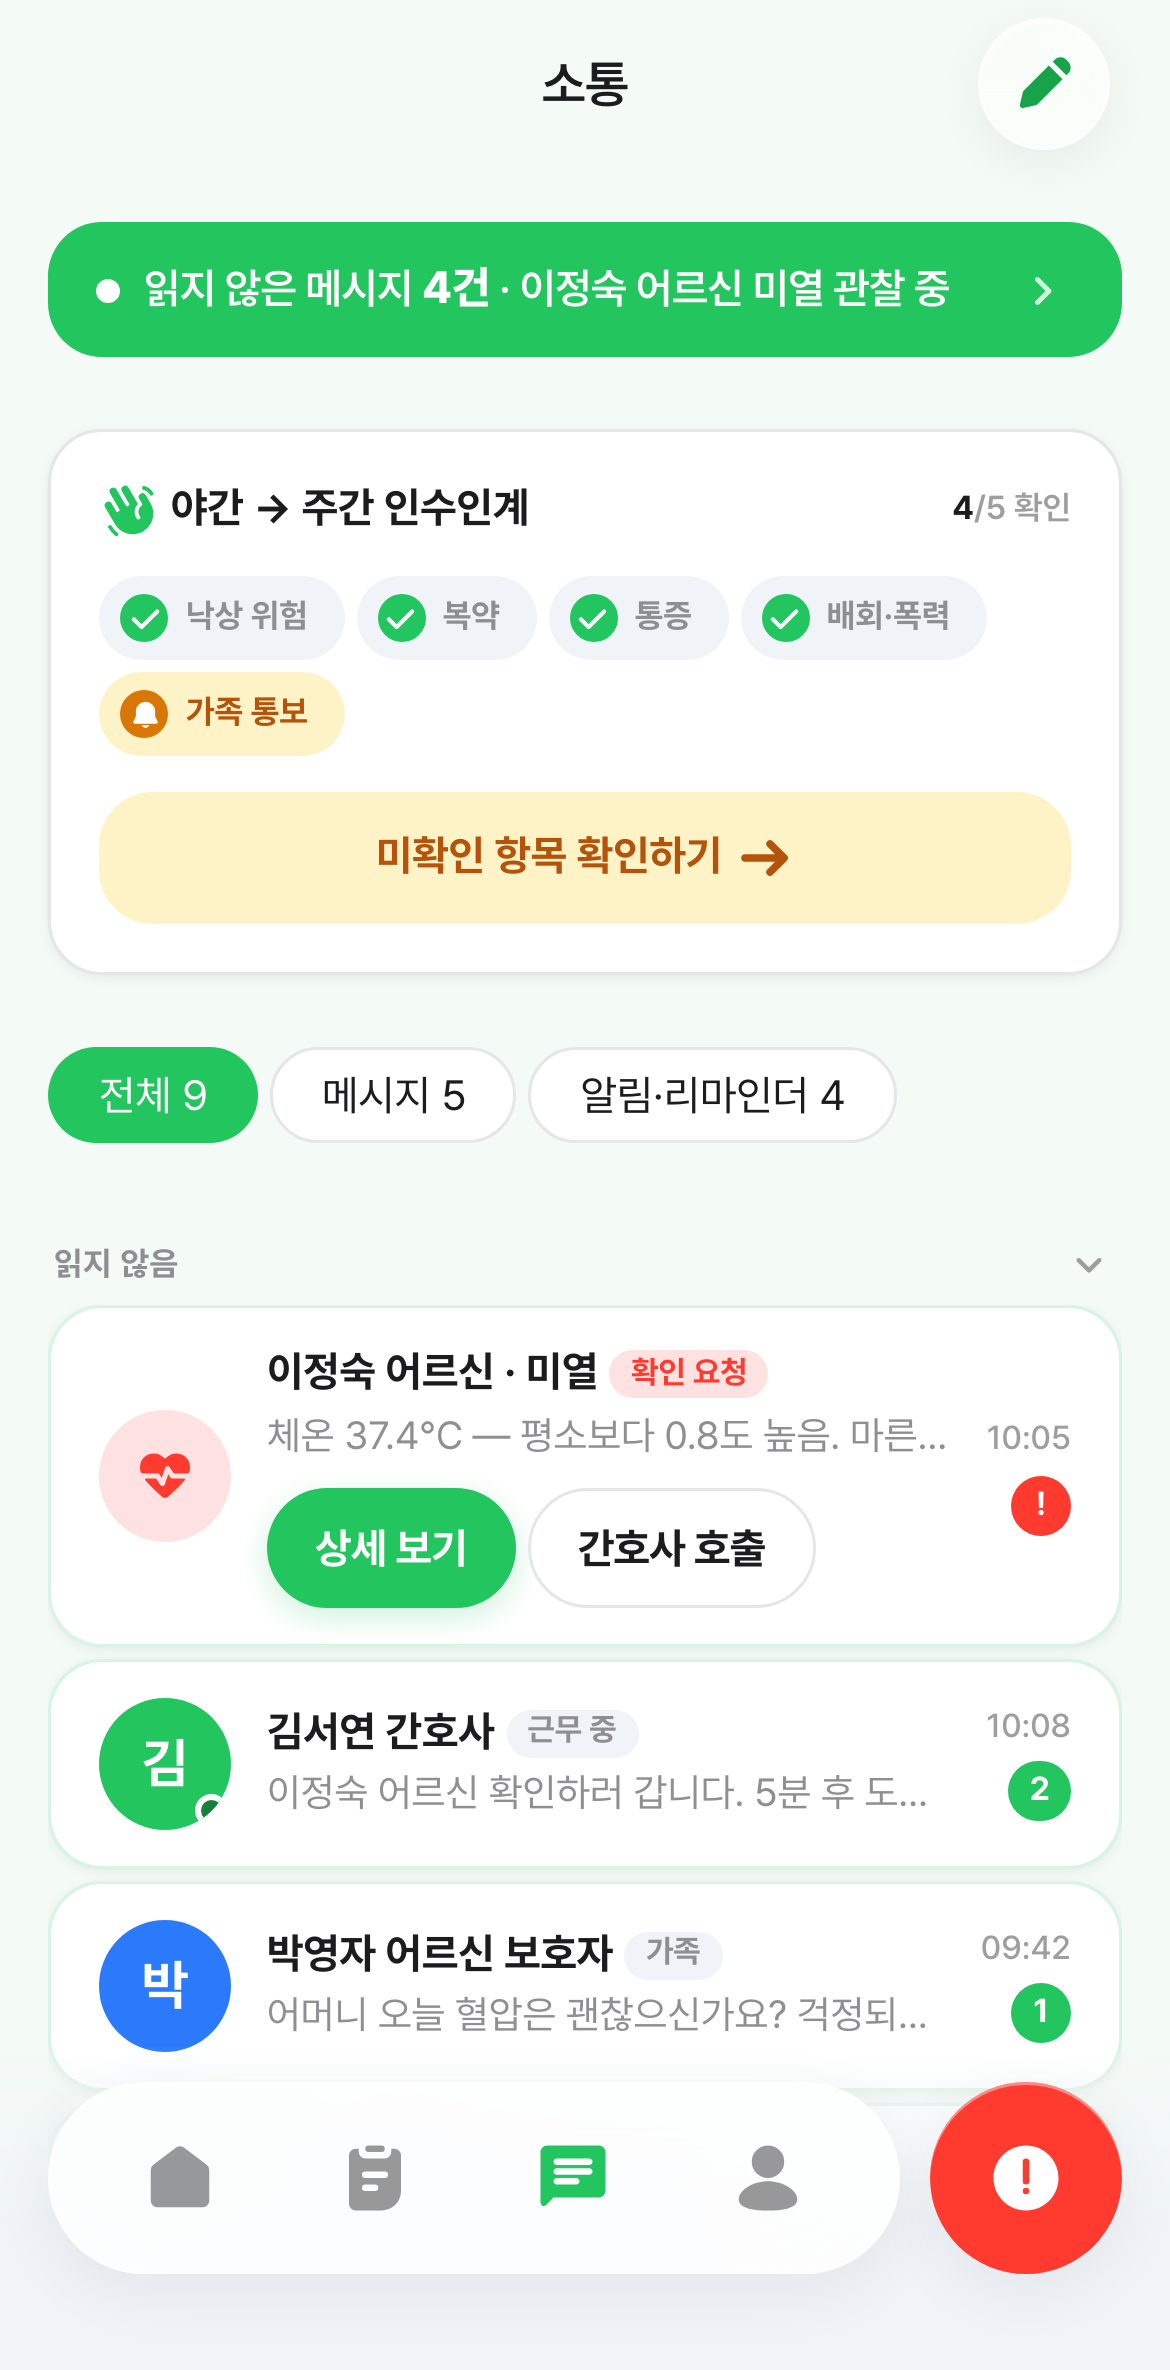 소통
읽지 않은 메시지 4건 · 이정숙 어르신 미열 관찰 중
야간 → 주간 인수인계
4/5 확인
낙상 위험
복약
통증
배회·폭력
가족 통보
미확인 항목 확인하기 →
전체 9
메시지 5
알림·리마인더 4
읽지 않음
이정숙 어르신 · 미열
확인 요청
체온 37.4°C — 평소보다 0.8도 높음. 마른...
10:05
!
상세 보기
간호사 호출
김
김서연 간호사
근무 중
10:08
이정숙 어르신 확인하러 갑니다. 5분 후 도...
2
박
박영자 어르신 보호자
가족
09:42
어머니 오늘 혈압은 괜찮으신가요? 걱정되...
1